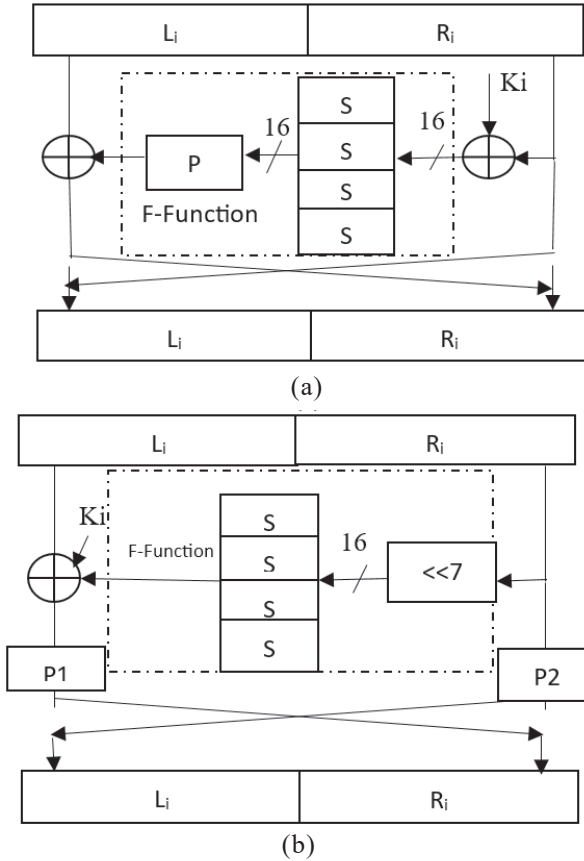 Lᵢ Rᵢ
Ki
S
16 16
P S
F-Function S
S
Lᵢ Rᵢ
(a)
Lᵢ Rᵢ
Ki
S
F-Function S 16 <<7
S
S
P1 P2
Lᵢ Rᵢ
(b)